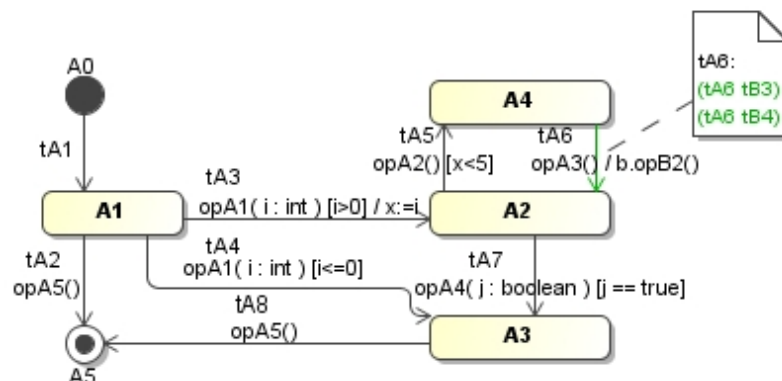 A0
tA6:
(tA6 tB3)
(tA6 tB4)
A4
tA1
tA5
tA6
opA2() [x<5]
opA3() / b.opB2()
tA3
opA1( i : int ) [i>0] / x:=i
A1
A2
tA2
opA5()
tA4
opA1( i : int ) [i<=0]
tA7
opA4( j : boolean ) [j == true]
tA8
opA5()
A3
A5